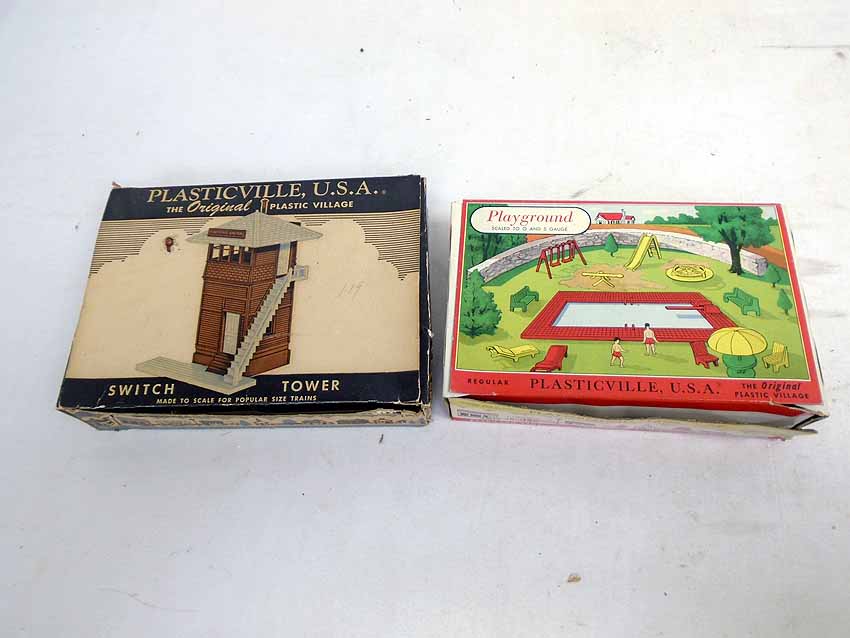 PLASTICVILLE, U.S.A.®
THE Original PLASTIC VILLAGE
SWITCH TOWER
MADE TO SCALE FOR POPULAR SIZE TRAINS
Playground
SCALED TO O AND S GAUGE
REGULAR PLASTICVILLE, U.S.A.® THE Original
PLASTIC VILLAGE